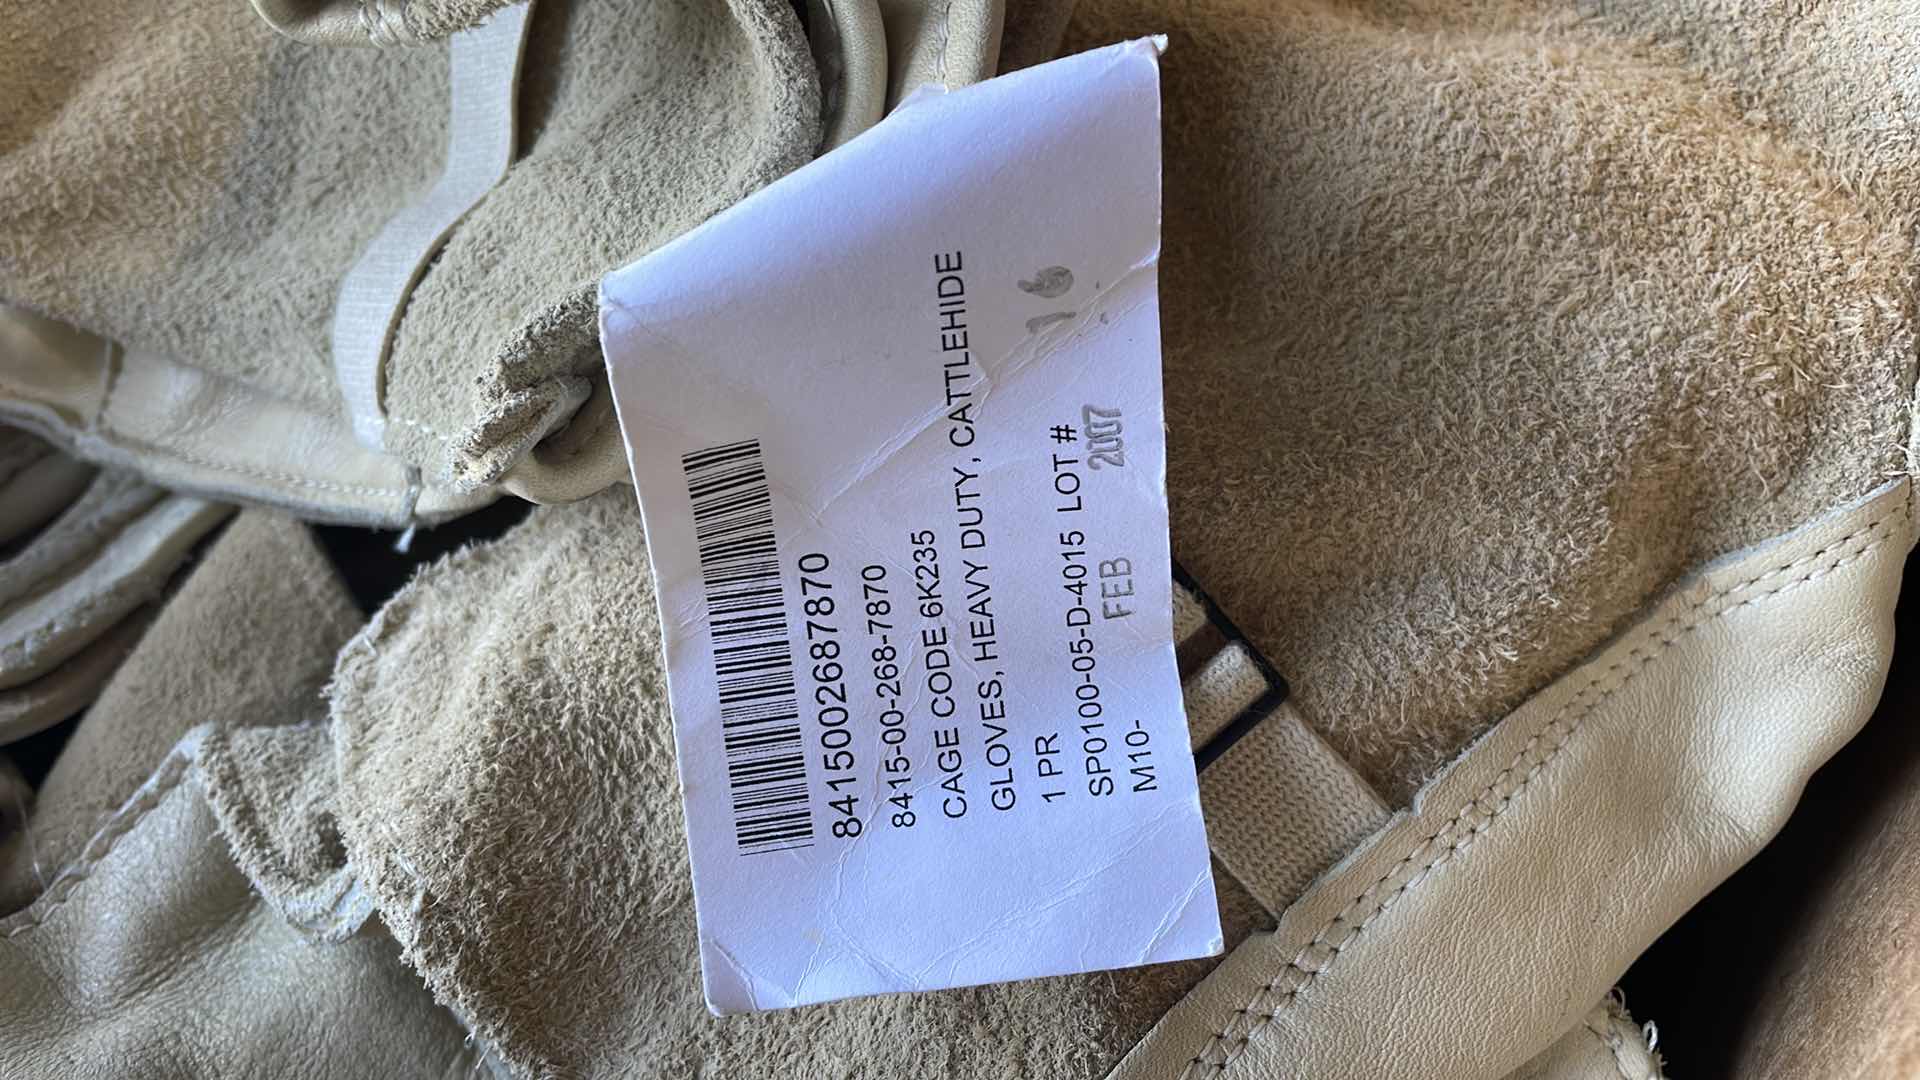 8415002687870
8415-00-268-7870
CAGE CODE 6K235
GLOVES, HEAVY DUTY, CATTLEHIDE
1 PR
SP0100-05-D-4015 LOT # 16
FEB 2007
M10-